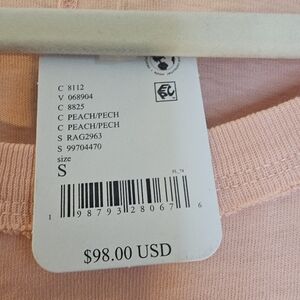 C 8112
V 068904
C 8825
C PEACH/PECH
C PEACH/PECH
S RAG2963
S 99704470
size
S
1 98793 28067 6
$98.00 USD